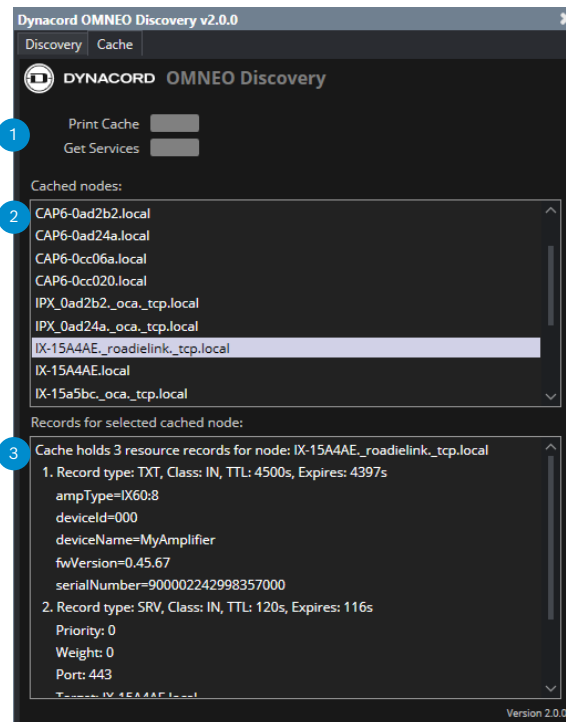 Dynacord OMNEO Discovery v2.0.0
Discovery Cache
DYNACORD OMNEO Discovery
1
Print Cache
Get Services
Cached nodes:
2
CAP6-0ad2b2.local
CAP6-0ad24a.local
CAP6-0cc06a.local
CAP6-0cc020.local
IPX_0ad2b2._oca._tcp.local
IPX_0ad24a._oca._tcp.local
IX-15A4AE._roadielink._tcp.local
IX-15A4AE.local
IX-15a5bc._oca._tcp.local
Records for selected cached node:
3
Cache holds 3 resource records for node: IX-15A4AE._roadielink._tcp.local
1. Record type: TXT, Class: IN, TTL: 4500s, Expires: 4397s
ampType=IX60:8
deviceId=000
deviceName=MyAmplifier
fwVersion=0.45.67
serialNumber=900002242998357000
2. Record type: SRV, Class: IN, TTL: 120s, Expires: 116s
Priority: 0
Weight: 0
Port: 443
Target: IX-15A4AE.local
Version 2.0.0